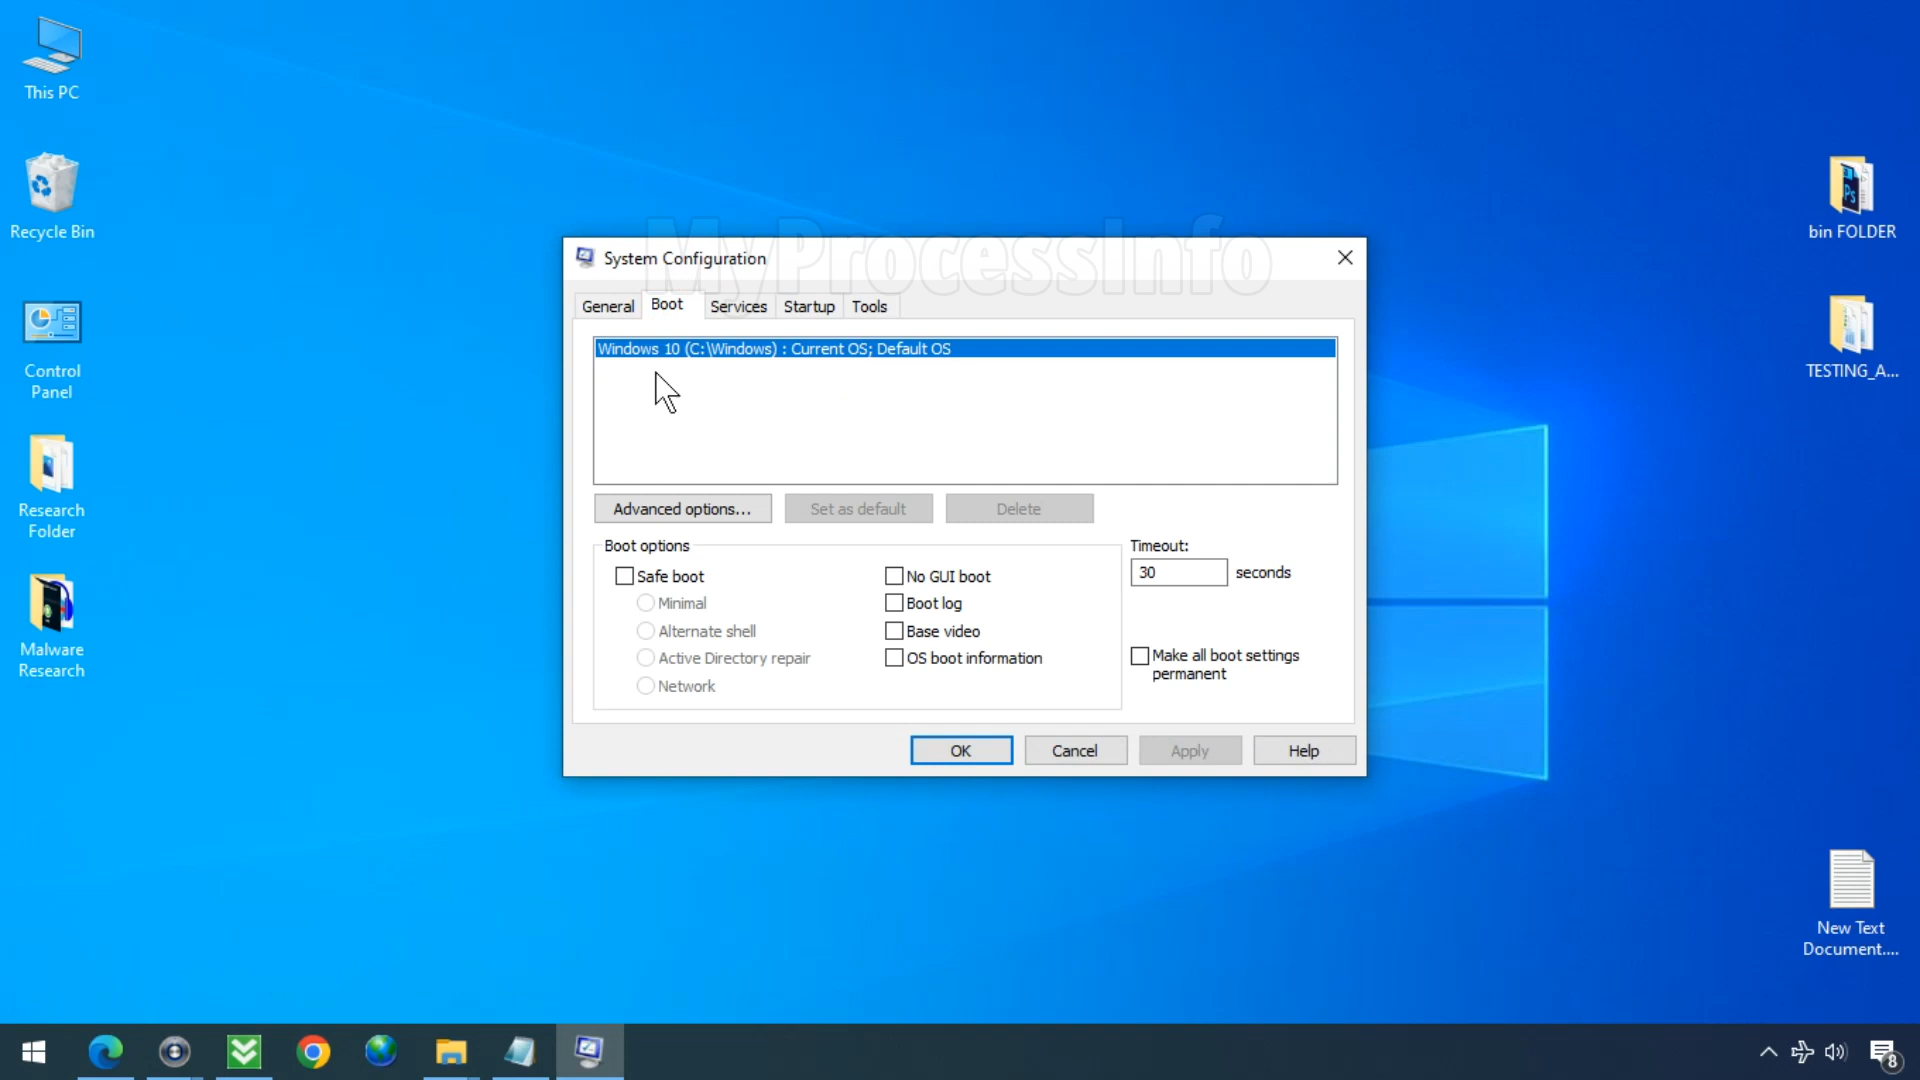 This PC
Recycle Bin
Control
Panel
Research
Folder
Malware
Research
bin FOLDER
TESTING_A...
New Text
Document....
MyProcessInfo
System Configuration
General Boot Services Startup Tools
Windows 10 (C:\Windows) : Current OS; Default OS
Advanced options... Set as default Delete
Boot options
Safe boot
Minimal
Alternate shell
Active Directory repair
Network
No GUI boot
Boot log
Base video
OS boot information
Timeout:
30 seconds
Make all boot settings
permanent
OK Cancel Apply Help
Ps
8